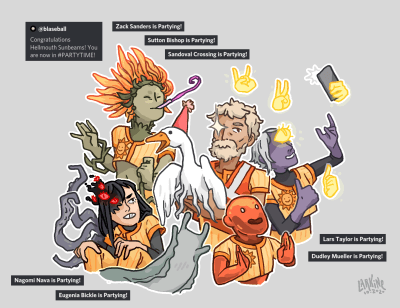 @blaseball
Congratulations
Hellmouth Sunbeams! You
are now in #PARTYTIME!
Zack Sanders is Partying!
Sutton Bishop is Partying!
Sandoval Crossing is Partying!
Lars Taylor is Partying!
Dudley Mueller is Partying!
Nagomi Nava is Partying!
Eugenia Bickle is Partying!